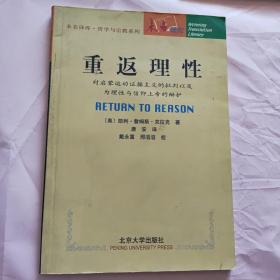 未名译库·哲学与宗教系列
Weiming
Translation
Library
重返理性
对启蒙运动证据主义的批判以及
为理性与信仰上帝的辩护
RETURN TO REASON
[美] 凯利·詹姆斯·克拉克 著
唐安 译
戴永富 邢滔滔 校
北京大学出版社
PEKING UNIVERSITY PRESS